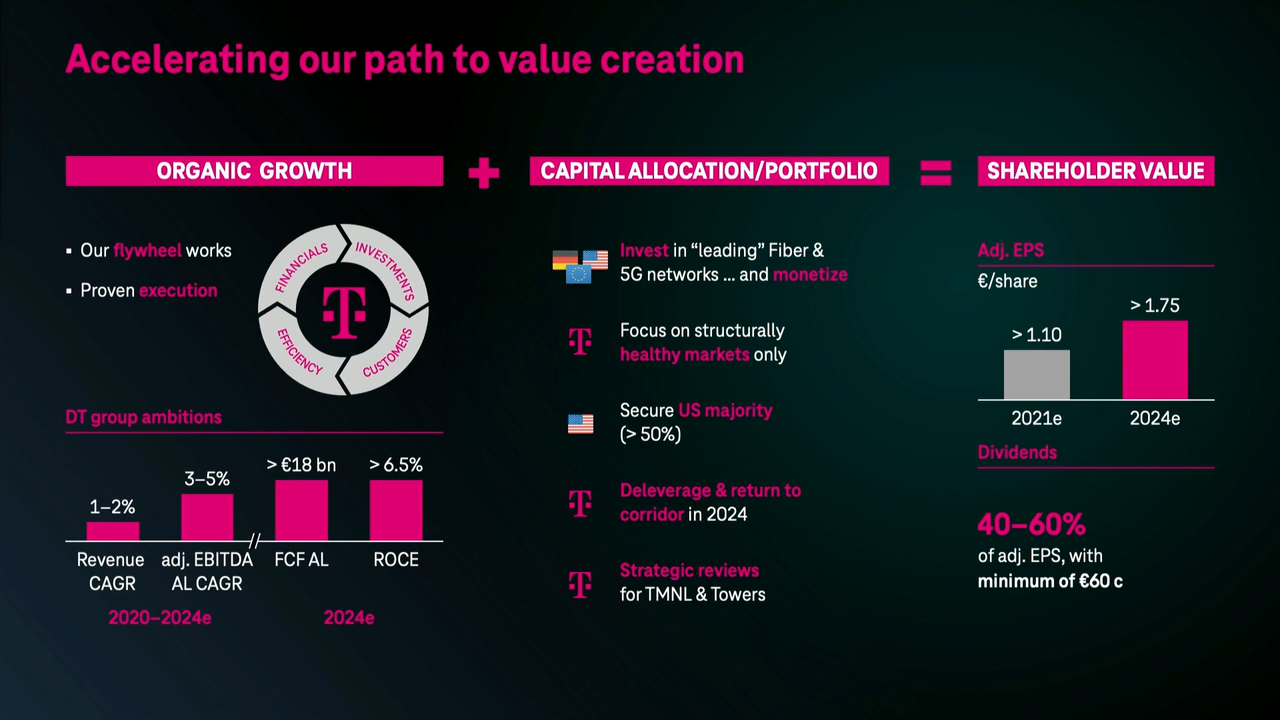 Accelerating our path to value creation
ORGANIC GROWTH
+
CAPITAL ALLOCATION/PORTFOLIO
=
SHAREHOLDER VALUE
▪ Our flywheel works
▪ Proven execution
FINANCIALS
INVESTMENTS
CUSTOMERS
EFFICIENCY
T
DT group ambitions
1–2%
3–5%
> €18 bn
> 6.5%
Revenue
CAGR
adj. EBITDA
AL CAGR
FCF AL
ROCE
2020–2024e
2024e
Invest in “leading” Fiber &
5G networks ... and monetize
T
Focus on structurally
healthy markets only
Secure US majority
(> 50%)
T
Deleverage & return to
corridor in 2024
T
Strategic reviews
for TMNL & Towers
Adj. EPS
€/share
> 1.10
> 1.75
2021e
2024e
Dividends
40–60%
of adj. EPS, with
minimum of €60 c